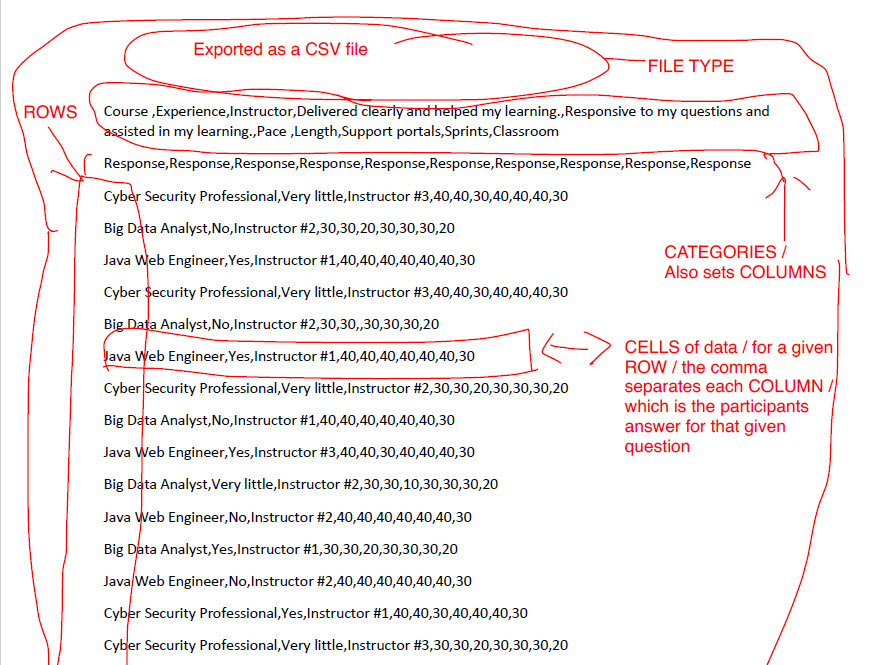 Exported as a CSV file
FILE TYPE
ROWS
Course ,Experience,Instructor,Delivered clearly and helped my learning.,Responsive to my questions and
assisted in my learning.,Pace ,Length,Support portals,Sprints,Classroom
Response,Response,Response,Response,Response,Response,Response,Response,Response,Response
Cyber Security Professional,Very little,Instructor #3,40,40,30,40,40,40,30
Big Data Analyst,No,Instructor #2,30,30,20,30,30,30,20
Java Web Engineer,Yes,Instructor #1,40,40,40,40,40,40,30
CATEGORIES /
Also sets COLUMNS
Cyber Security Professional,Very little,Instructor #3,40,40,30,40,40,40,30
Big Data Analyst,No,Instructor #2,30,30,,30,30,30,20
Java Web Engineer,Yes,Instructor #1,40,40,40,40,40,40,30
CELLS of data / for a given
ROW / the comma
separates each COLUMN /
which is the participants
answer for that given
question
Cyber Security Professional,Very little,Instructor #2,30,30,20,30,30,30,20
Big Data Analyst,No,Instructor #1,40,40,40,40,40,40,30
Java Web Engineer,Yes,Instructor #3,40,40,30,40,40,40,30
Big Data Analyst,Very little,Instructor #2,30,30,10,30,30,30,20
Java Web Engineer,No,Instructor #2,40,40,40,40,40,40,30
Big Data Analyst,Yes,Instructor #1,30,30,20,30,30,30,20
Java Web Engineer,No,Instructor #2,40,40,40,40,40,40,30
Cyber Security Professional,Yes,Instructor #1,40,40,30,40,40,40,30
Cyber Security Professional,Very little,Instructor #3,30,30,20,30,30,30,20